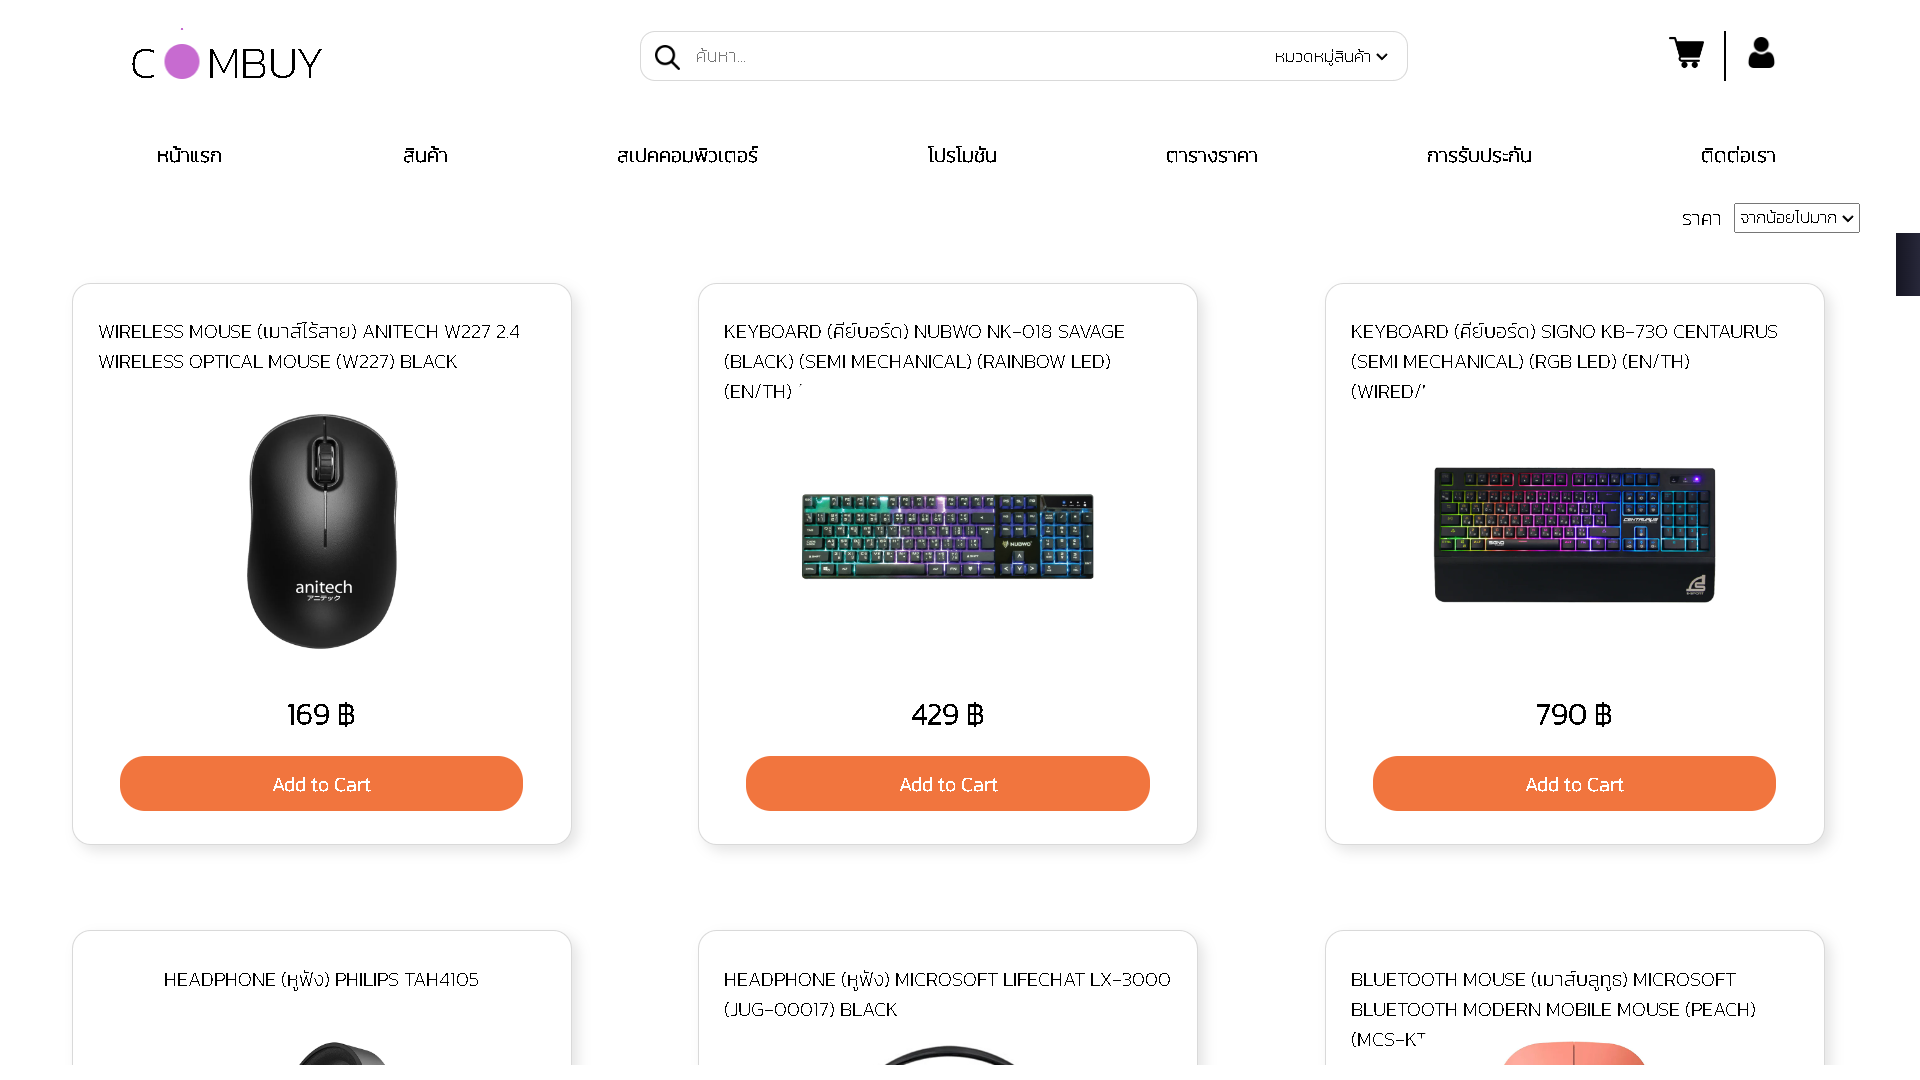 COMBUY
ค้นหา...
หมวดหมู่สินค้า
หน้าแรก
สินค้า
สเปคคอมพิวเตอร์
โปรโมชัน
ตารางราคา
การรับประกัน
ติดต่อเรา
ราคา
จากน้อยไปมาก
WIRELESS MOUSE (เมาส์ไร้สาย) ANITECH W227 2.4
WIRELESS OPTICAL MOUSE (W227) BLACK
anitech
アニテック
169 ฿
Add to Cart
KEYBOARD (คีย์บอร์ด) NUBWO NK-018 SAVAGE
(BLACK) (SEMI MECHANICAL) (RAINBOW LED)
(EN/TH)
NUBWO
429 ฿
Add to Cart
KEYBOARD (คีย์บอร์ด) SIGNO KB-730 CENTAURUS
(SEMI MECHANICAL) (RGB LED) (EN/TH)
(WIRED/
CENTAURUS
SIGNO
790 ฿
Add to Cart
HEADPHONE (หูฟัง) PHILIPS TAH4105
HEADPHONE (หูฟัง) MICROSOFT LIFECHAT LX-3000
(JUG-00017) BLACK
BLUETOOTH MOUSE (เมาส์บลูทูธ) MICROSOFT
BLUETOOTH MODERN MOBILE MOUSE (PEACH)
(MCS-KT